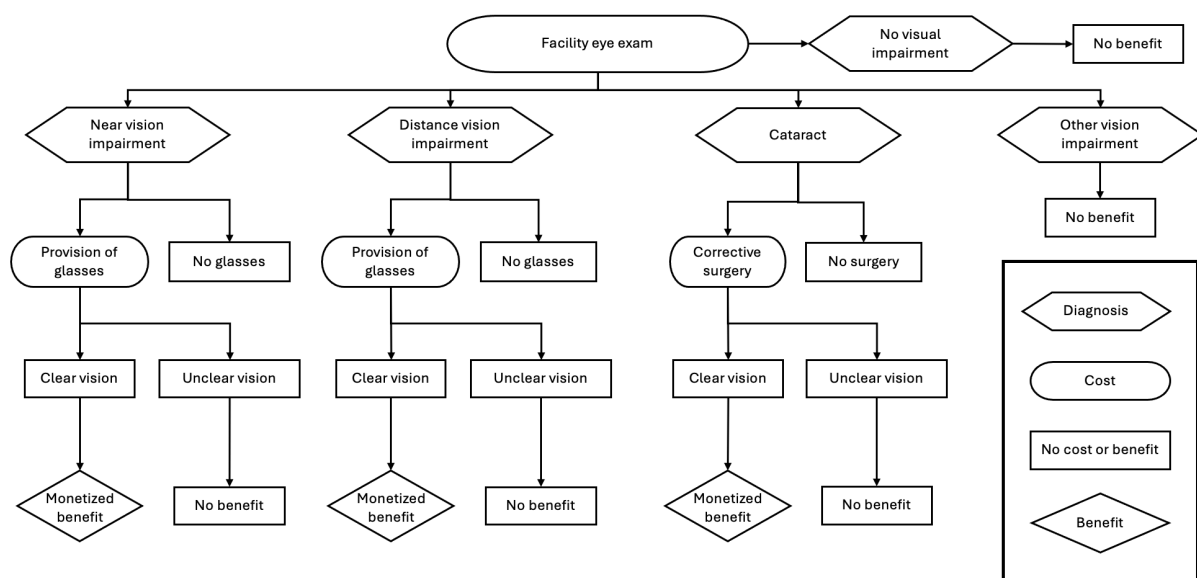 Facility eye exam
No visual
impairment
No benefit
Near vision
impairment
Distance vision
impairment
Cataract
Other vision
impairment
No benefit
Provision of
glasses
No glasses
Provision of
glasses
No glasses
Corrective
surgery
No surgery
Clear vision
Unclear vision
Clear vision
Unclear vision
Clear vision
Unclear vision
Monetized
benefit
No benefit
Monetized
benefit
No benefit
Monetized
benefit
No benefit
Diagnosis
Cost
No cost or benefit
Benefit